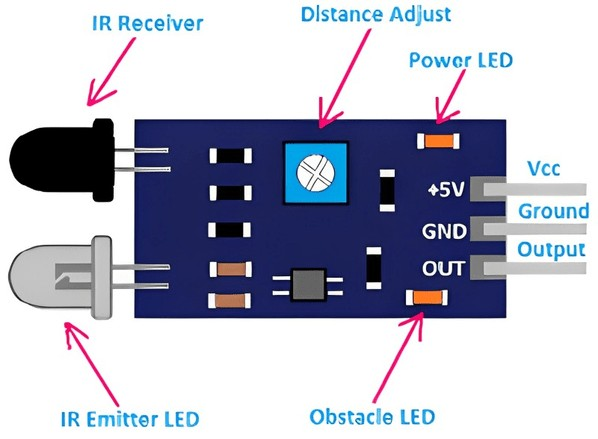 IR Receiver
Distance Adjust
Power LED
+5V
Vcc
GND
Ground
OUT
Output
IR Emitter LED
Obstacle LED